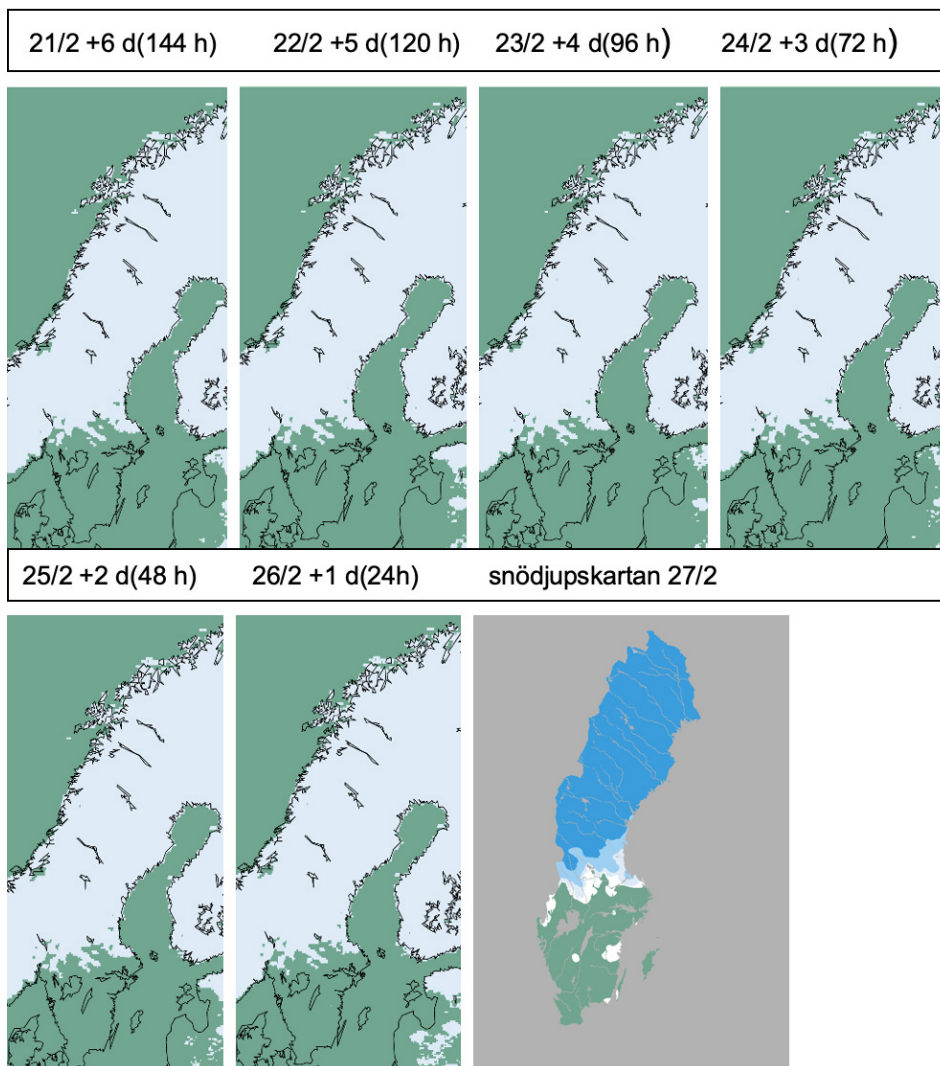 21/2 +6 d(144 h) 22/2 +5 d(120 h) 23/2 +4 d(96 h) 24/2 +3 d(72 h)
25/2 +2 d(48 h) 26/2 +1 d(24h) snödjupskartan 27/2